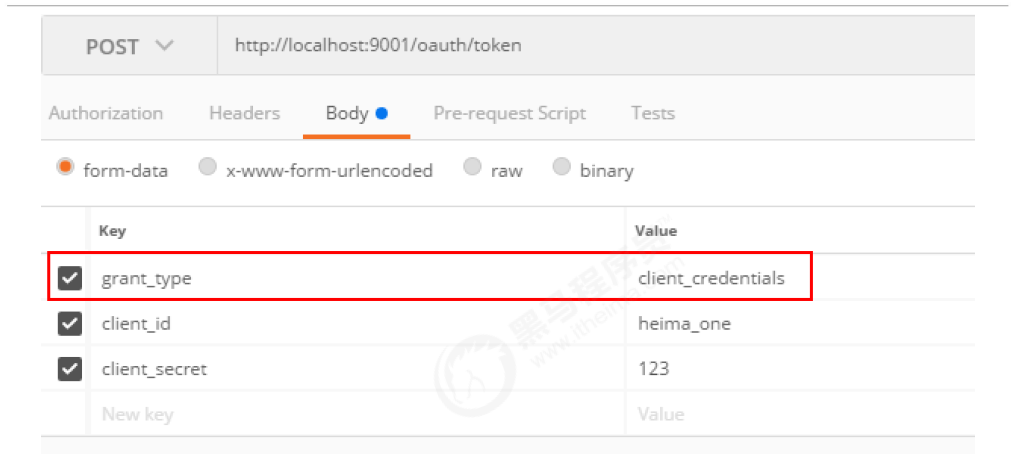 POST http://localhost:9001/oauth/token
Authorization Headers Body Pre-request Script Tests
form-data x-www-form-urlencoded raw binary
Key Value
grant_type client_credentials
client_id heima_one
client_secret 123
New key Value
黑马程序员
www.itheima.com